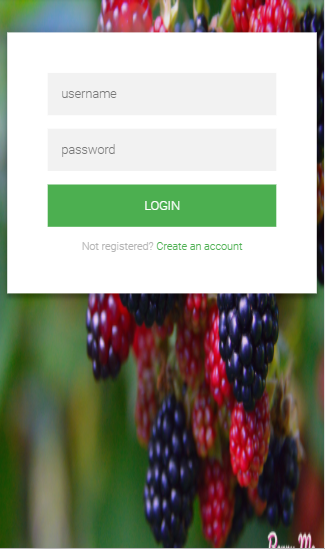 username
password
LOGIN
Not registered? Create an account